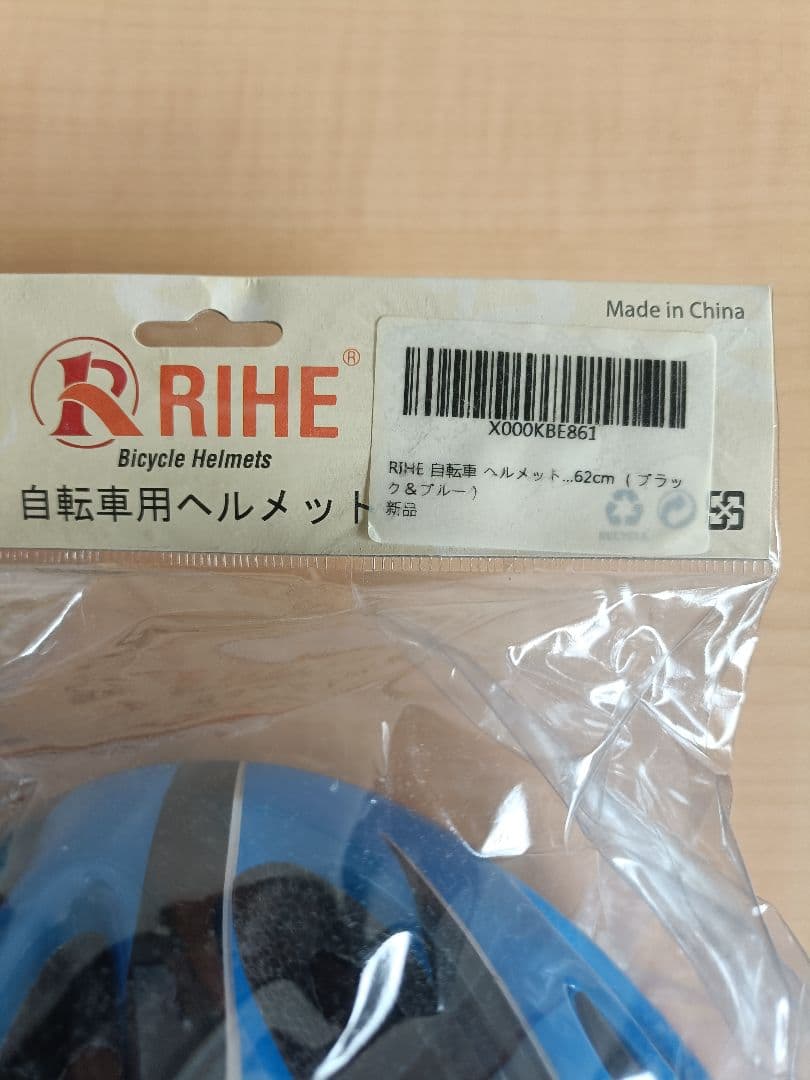 Made in China
RIHE®
Bicycle Helmets
自転車用ヘルメット
X000KBE861
RIHE 自転車 ヘルメット...62cm (ブラッ
ク&ブルー)
新品